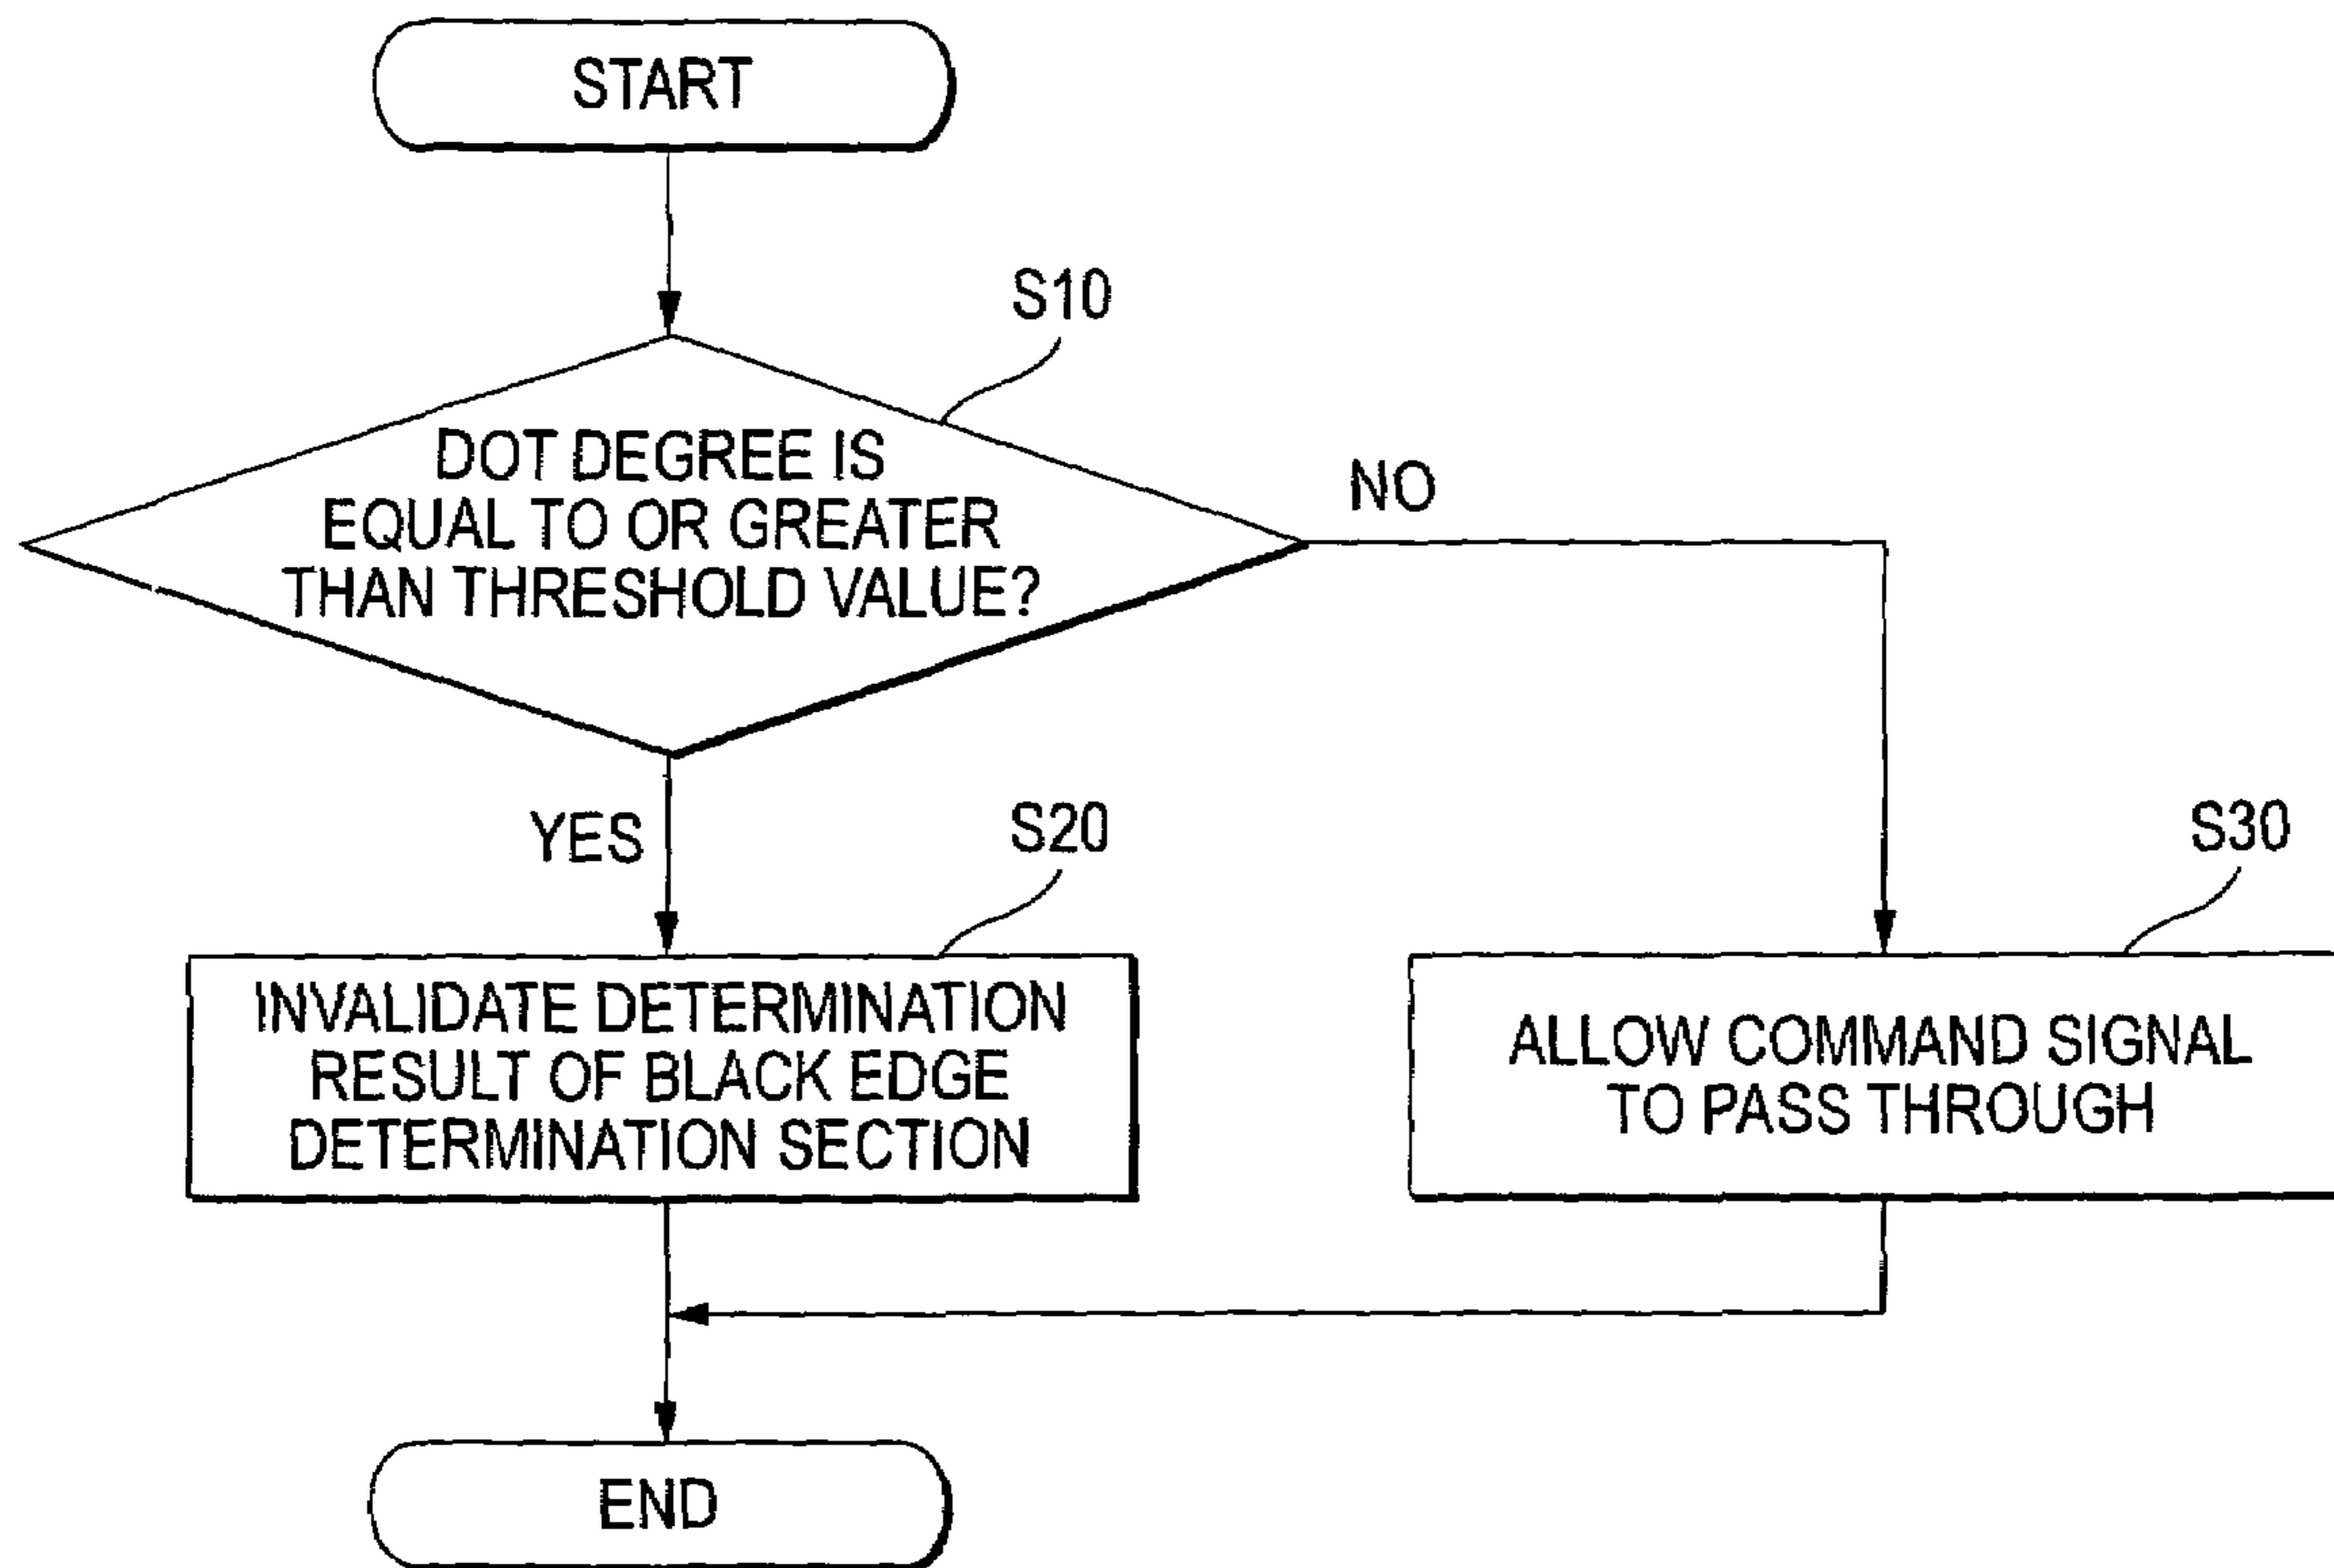 START
S10
DOT DEGREE IS
EQUAL TO OR GREATER
THAN THRESHOLD VALUE?
NO
YES
S20
S30
INVALIDATE DETERMINATION
RESULT OF BLACK EDGE
DETERMINATION SECTION
ALLOW COMMAND SIGNAL
TO PASS THROUGH
END